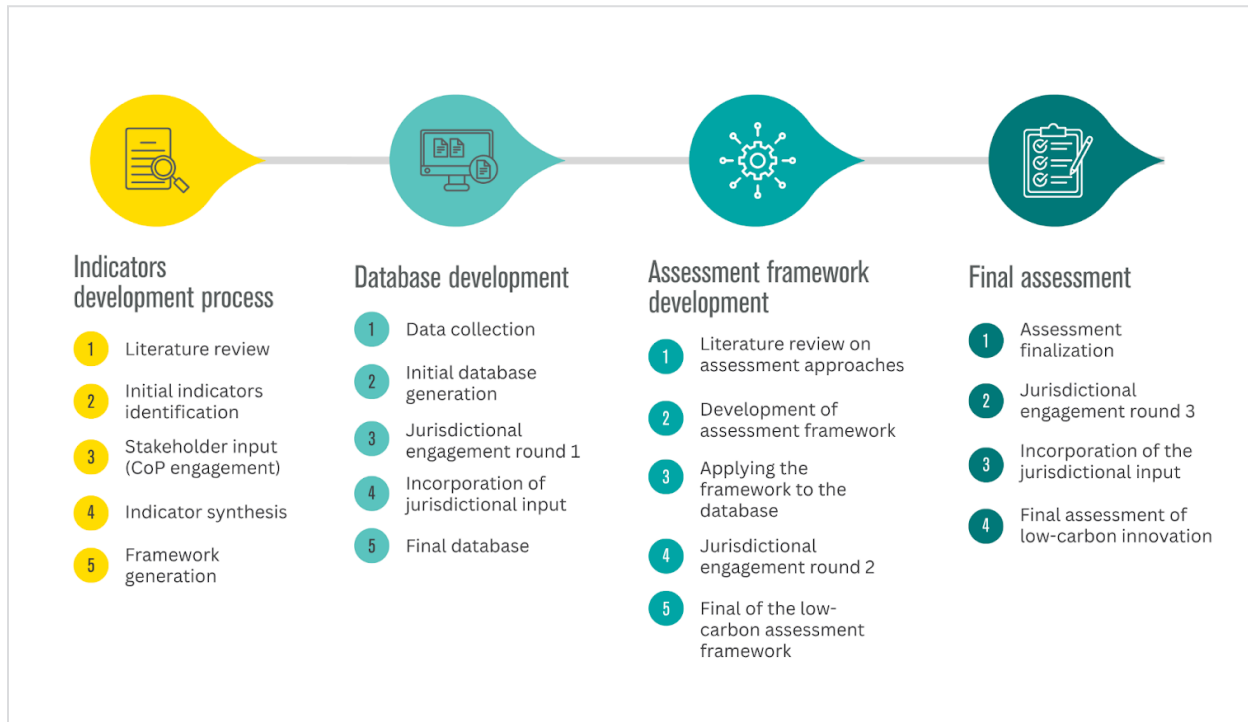 Indicators
development process
1
Literature review
2
Initial indicators
identification
3
Stakeholder input
(CoP engagement)
4
Indicator synthesis
5
Framework
generation
Database development
1
Data collection
2
Initial database
generation
3
Jurisdictional
engagement round 1
4
Incorporation of
jurisdictional input
5
Final database
Assessment framework
development
1
Literature review on
assessment approaches
2
Development of
assessment framework
3
Applying the
framework to the
database
4
Jurisdictional
engagement round 2
5
Final of the low-
carbon assessment
framework
Final assessment
1
Assessment
finalization
2
Jurisdictional
engagement round 3
3
Incorporation of the
jurisdictional input
4
Final assessment of
low-carbon innovation